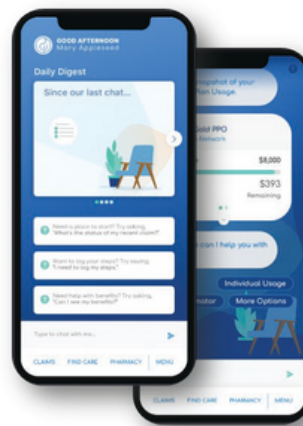 GOOD AFTERNOON
Mary Appleseed
Daily Digest
Since our last chat...
Need a place to start? Try asking,
"What's the status of my recent claim?"
Want to log your steps? Try saying,
"I need to log my steps."
Need help with benefits? Try asking,
"Can I see my benefits?"
Type to chat with me...
CLAIMS
FIND CARE
PHARMACY
MENU
snapshot of your
Plan Usage.
Gold PPO
Network
$8,000
$393
Remaining
can I help you with
Individual Usage
More Options
CLAIMS
FIND CARE
PHARMACY
MENU